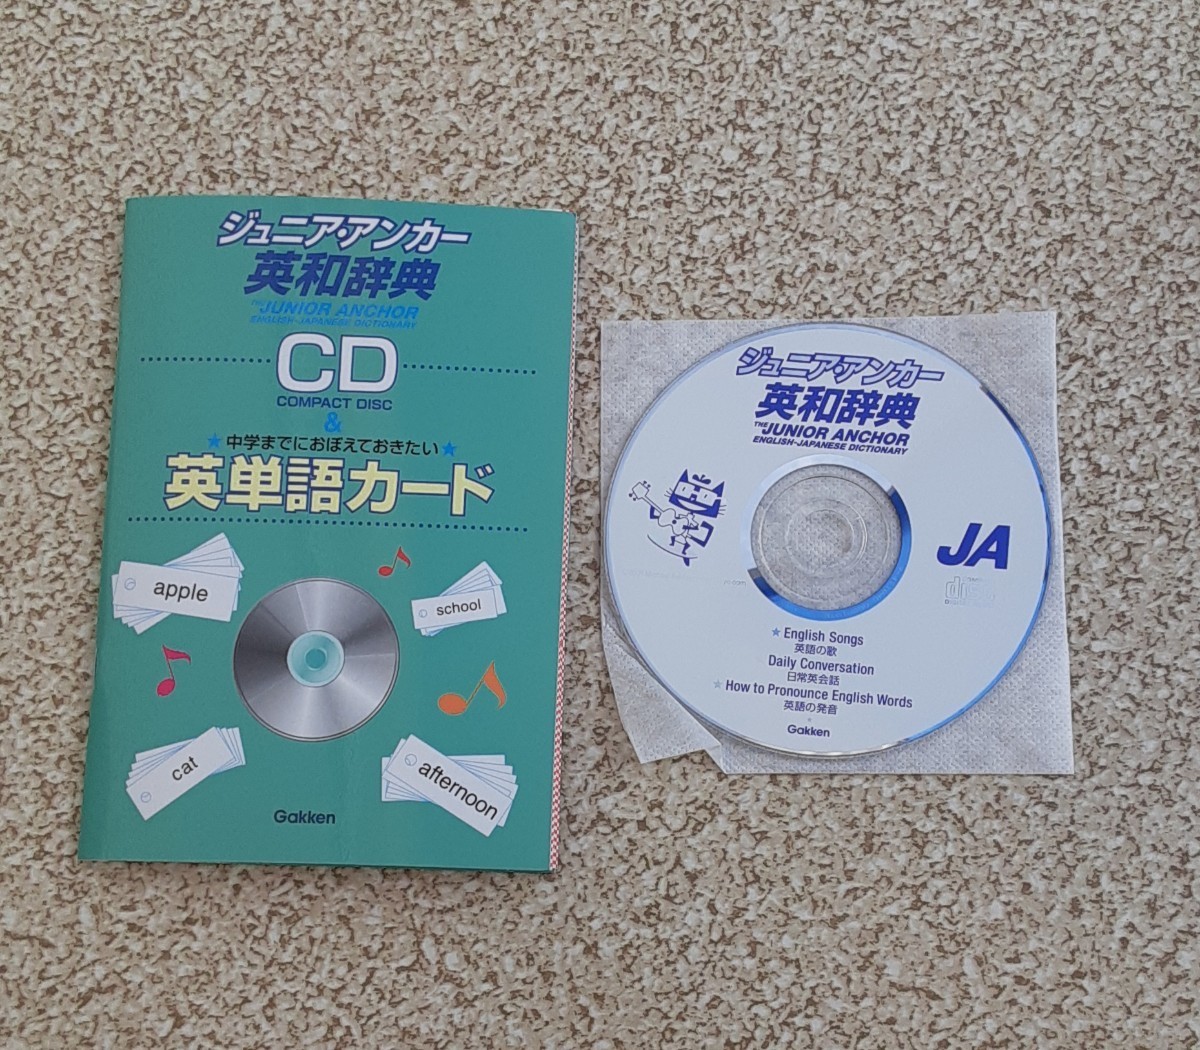 ジュニア・アンカー
英和辞典
THE JUNIOR ANCHOR
ENGLISH-JAPANESE DICTIONARY
CD
COMPACT DISC
&
★中学までにおぼえておきたい★
英単語カード
apple
school
cat
afternoon
Gakken
ジュニア・アンカー
英和辞典
THE JUNIOR ANCHOR
ENGLISH-JAPANESE DICTIONARY
JA
★ English Songs
英語の歌
Daily Conversation
日常英会話
★ How to Pronounce English Words
英語の発音
Gakken